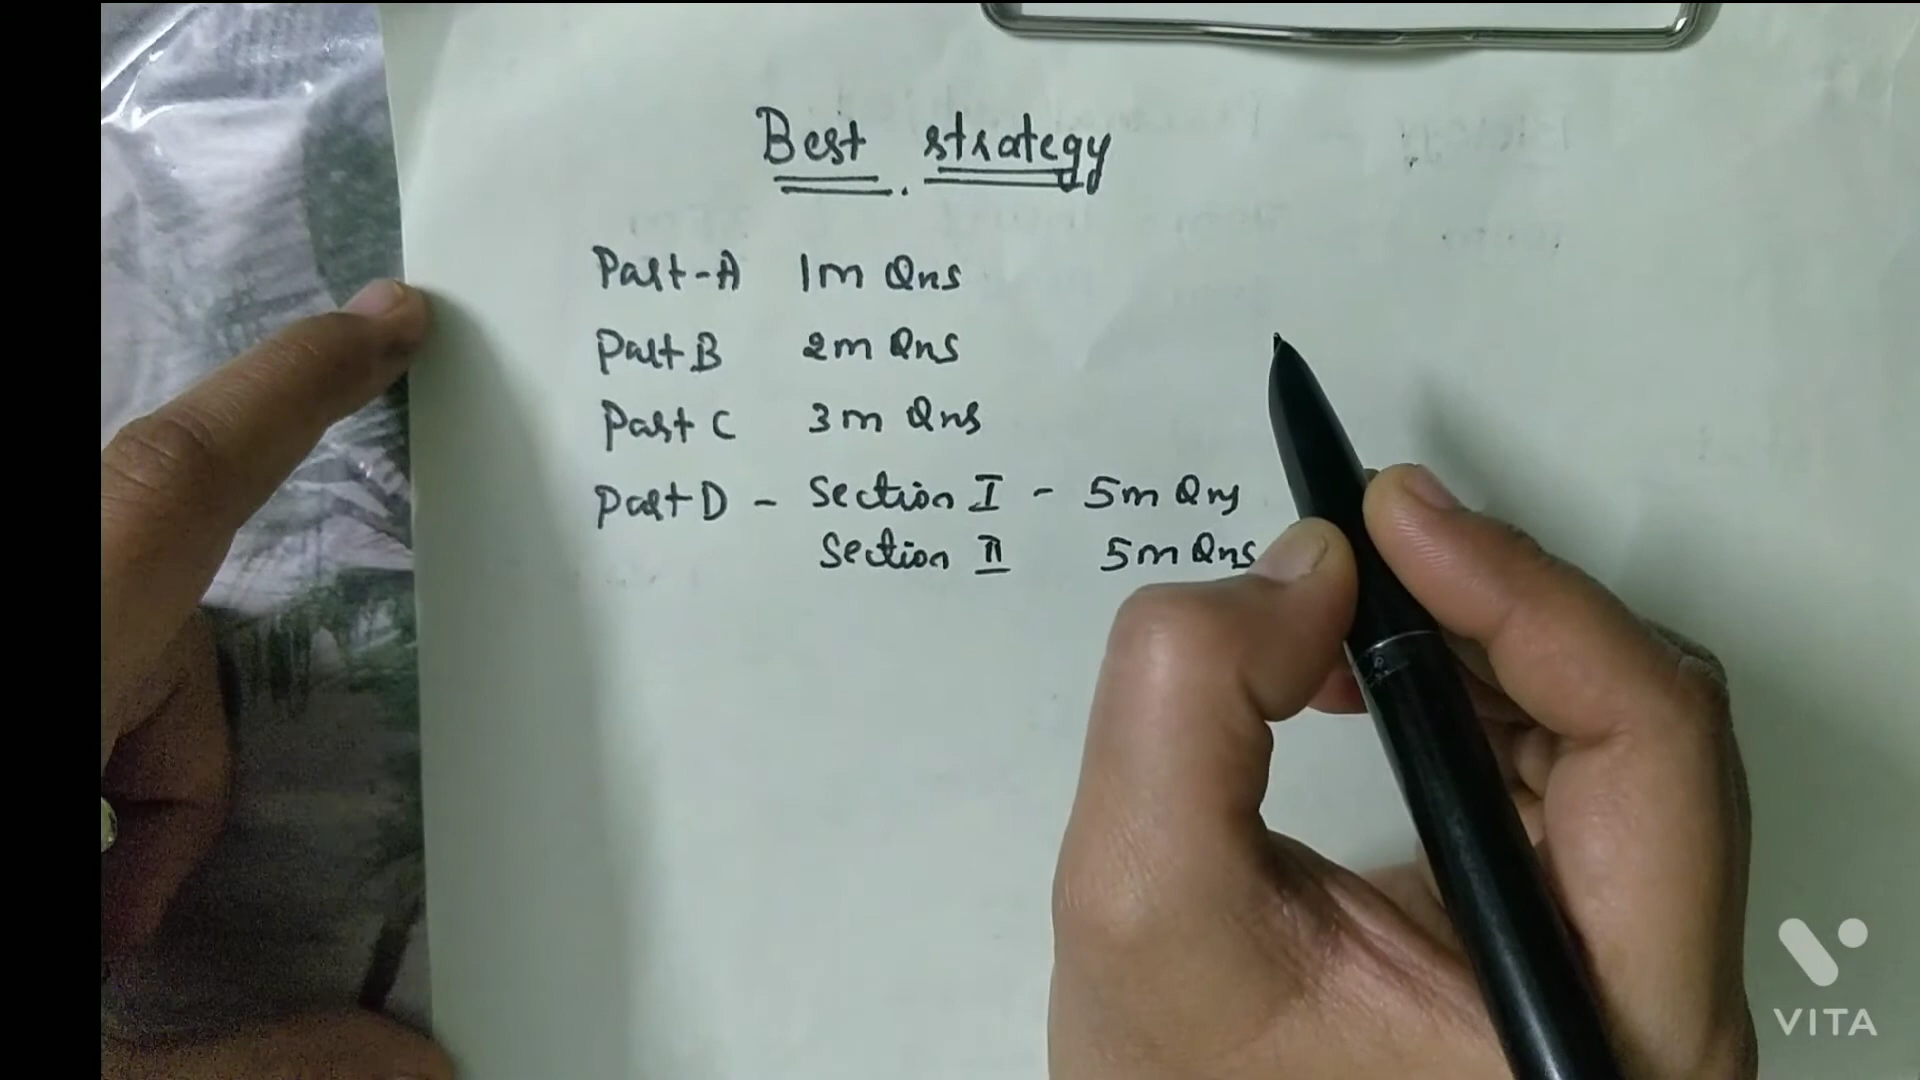 Best strategy
Part-A 1m Qns
Part B 2m Qns
Part C 3m Qns
Part D - Section I - 5m Qns
Section II 5m Qns
VITA